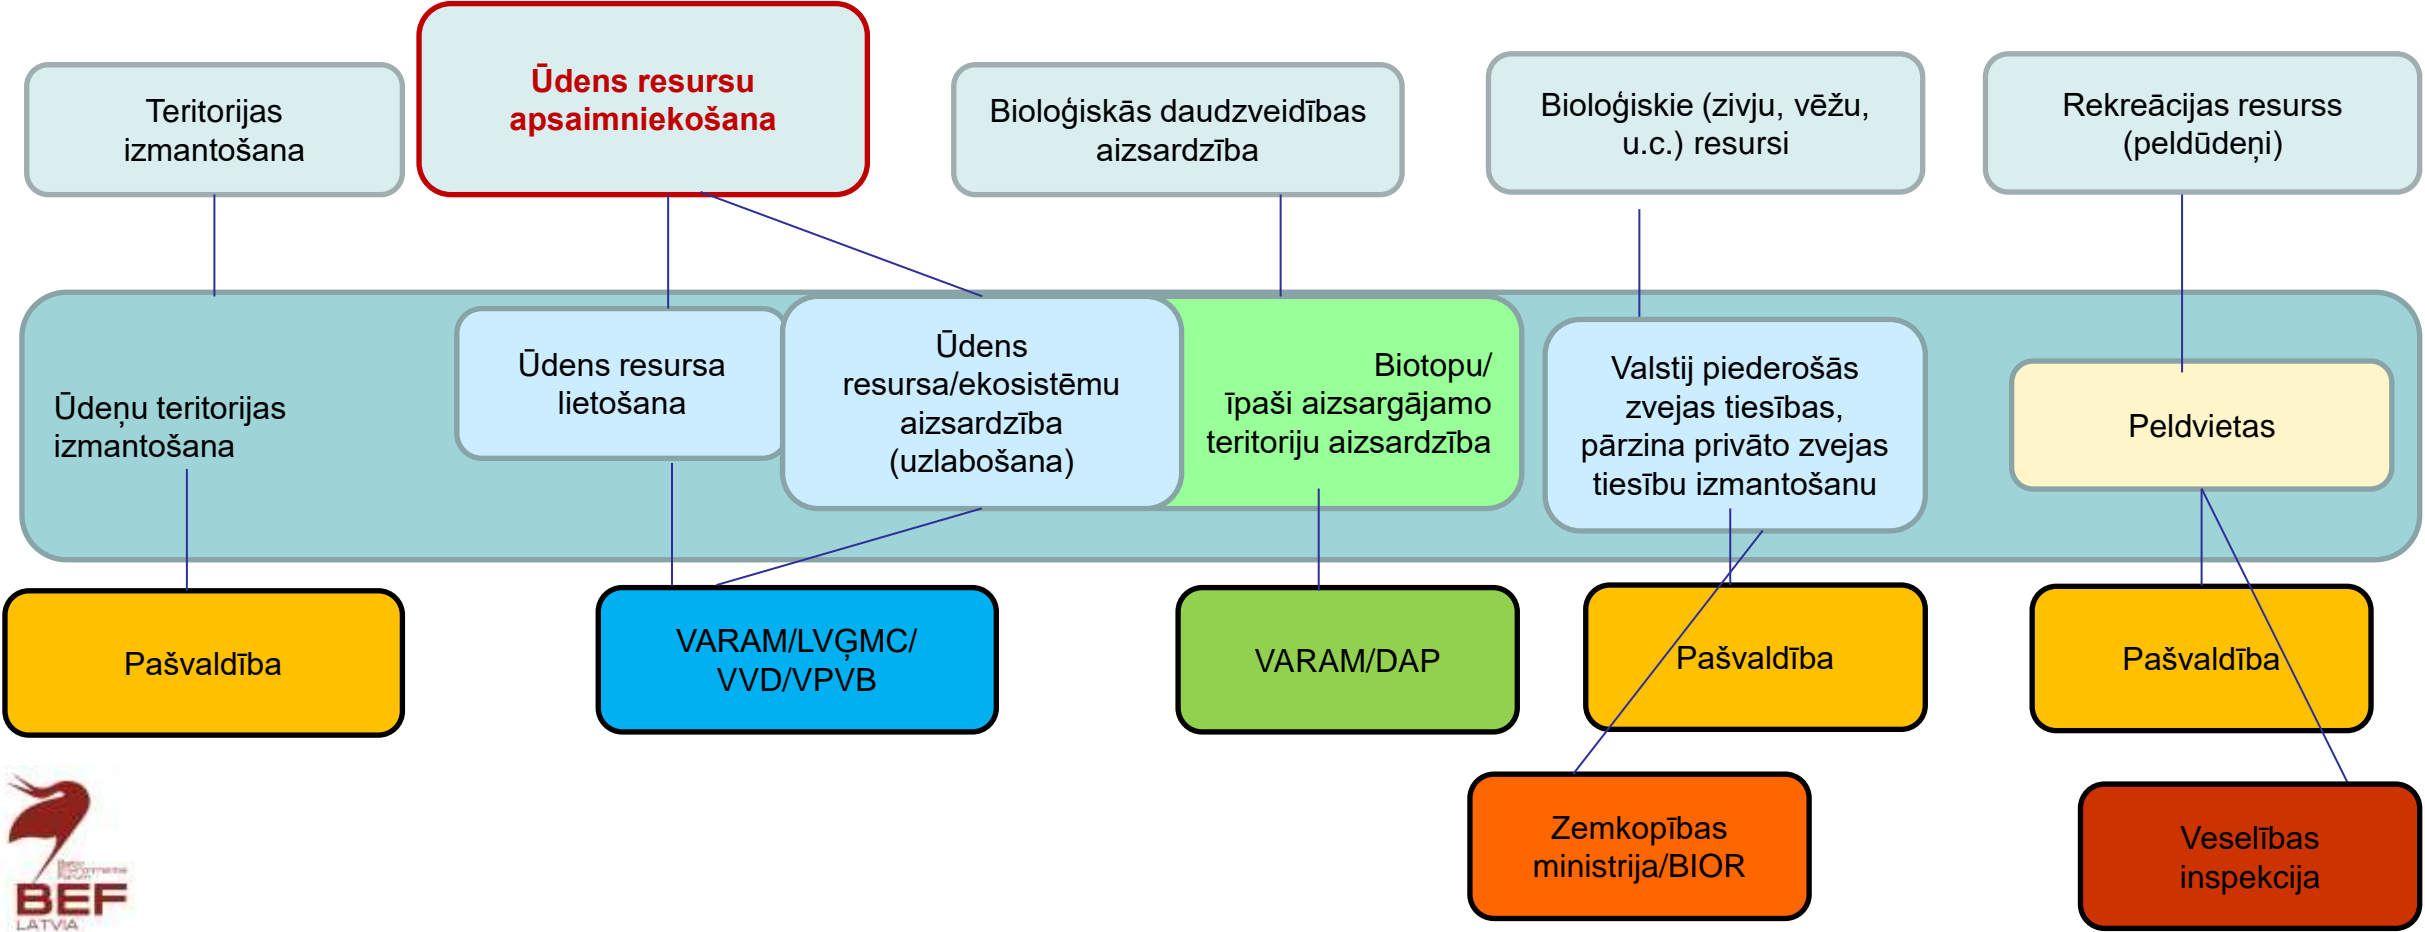 Teritorijas
izmantošana
Ūdens resursu
apsaimniekošana
Bioloģiskās daudzveidības
aizsardzība
Bioloģiskie (zivju, vēžu,
u.c.) resursi
Rekreācijas resurss
(peldūdeņi)
Ūdeņu teritorijas
izmantošana
Ūdens resursa
lietošana
Ūdens
resursa/ekosistēmu
aizsardzība
(uzlabošana)
Biotopu/
īpaši aizsargājamo
teritoriju aizsardzība
Valstij piederošās
zvejas tiesības,
pārzina privāto zvejas
tiesību izmantošanu
Peldvietas
Pašvaldība
VARAM/LVĢMC/
VVD/VPVB
VARAM/DAP
Pašvaldība
Pašvaldība
Zemkopības
ministrija/BIOR
Veselības
inspekcija
BEF
LATVIA